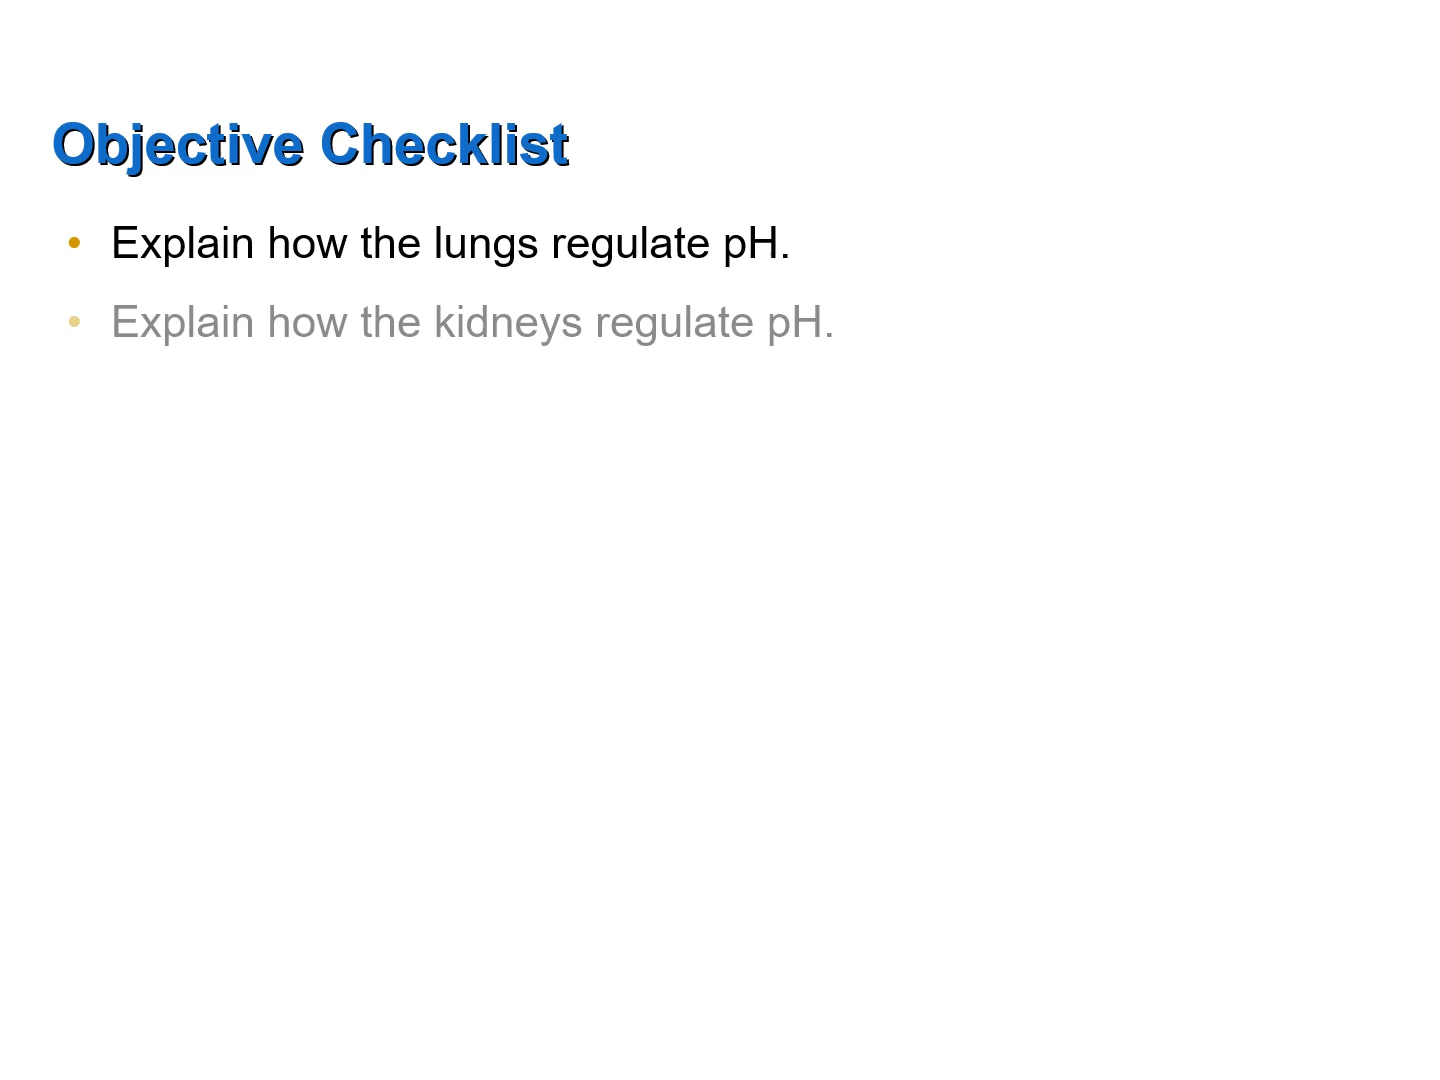 Objective Checklist
• Explain how the lungs regulate pH.
• Explain how the kidneys regulate pH.